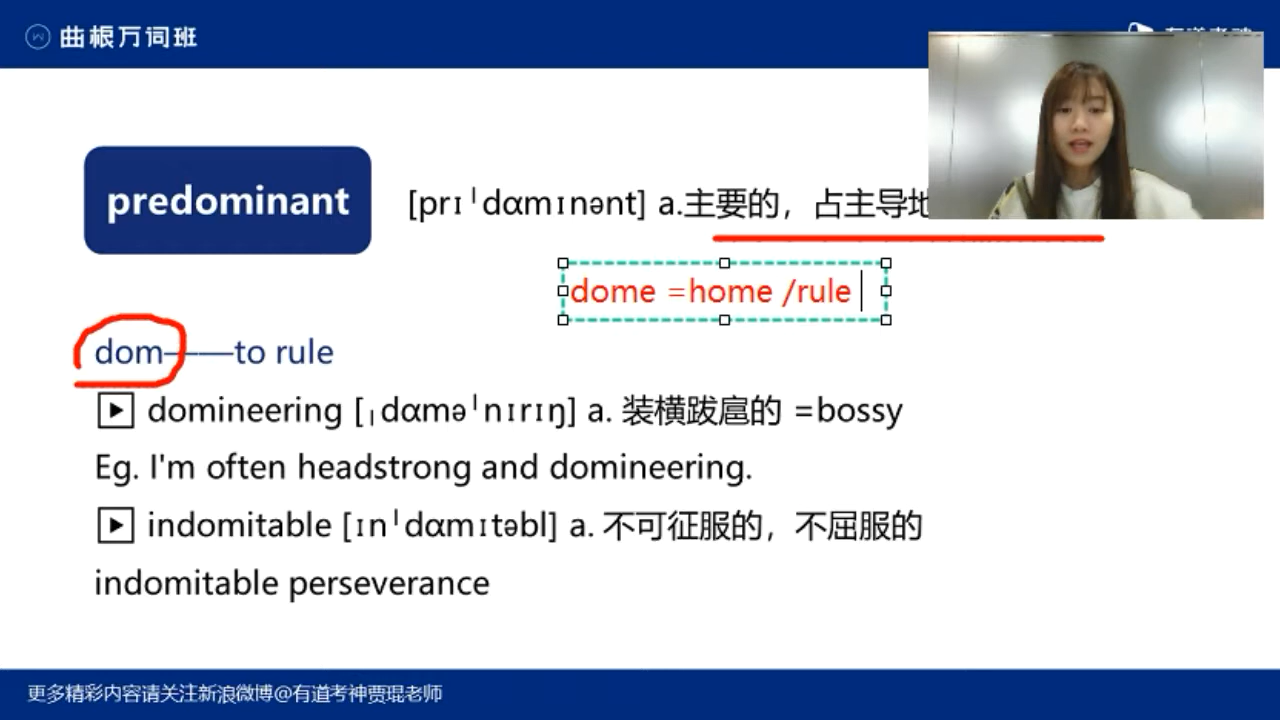 曲根万词班
predominant
[prɪˈdɑmɪnənt] a.主要的，占主导地
dome =home /rule
dom——to rule
domineering [ˌdɑməˈnɪrɪŋ] a. 装横跋扈的 =bossy
Eg. I'm often headstrong and domineering.
indomitable [ɪnˈdɑmɪtəbl] a. 不可征服的，不屈服的
indomitable perseverance
更多精彩内容请关注新浪微博@有道考神贾琨老师